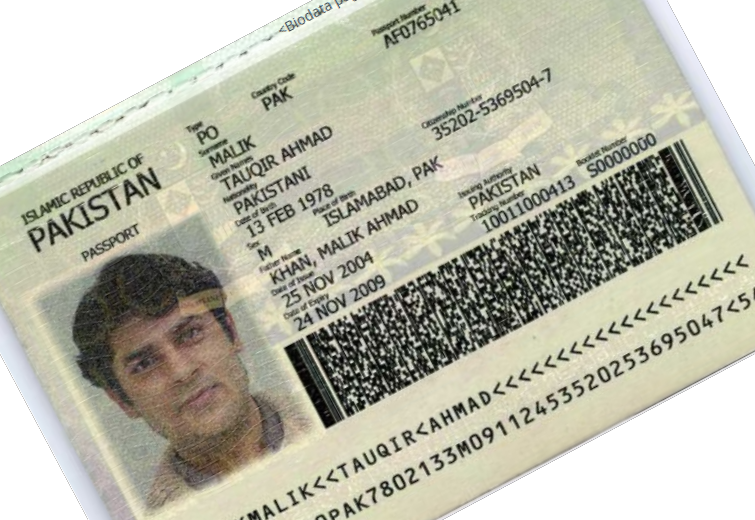 <Biodata
Passport Number
AF0765041
Country Code
PAK
Type
PO
Surname
MALIK
Given Names
TAUQIR AHMAD
Nationality
PAKISTANI
Citizenship Number
35202-5369504-7
Date of Birth
13 FEB 1978
Place of Birth
ISLAMABAD, PAK
Sex
M
Father Name
KHAN, MALIK AHMAD
Issuing Authority
PAKISTAN
Tracking Number
10011000413
Booklet Number
S0000000
Date of Issue
25 NOV 2004
Date of Expiry
24 NOV 2009
ISLAMIC REPUBLIC OF
PAKISTAN
PASSPORT
MALIK<<TAUQIR<AHMAD<<<<<<<<<<<<<<<<<<<<<
PAK7802133M09112453520253695047<5